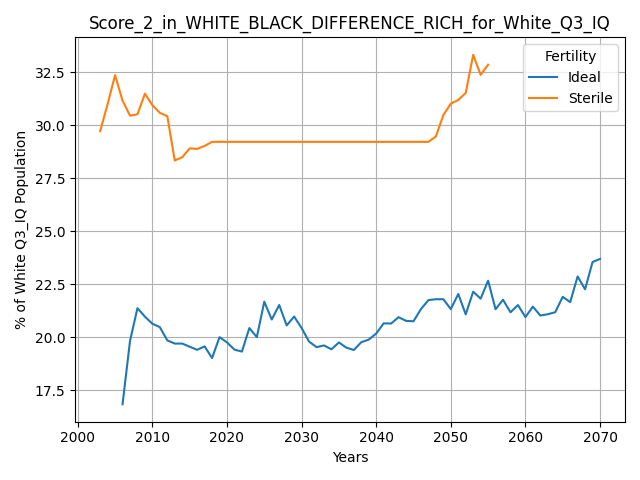 Score_2_in_WHITE_BLACK_DIFFERENCE_RICH_for_White_Q3_IQ
Fertility
Ideal
Sterile
% of White Q3_IQ Population
32.5
30.0
27.5
25.0
22.5
20.0
17.5
2000 2010 2020 2030 2040 2050 2060 2070
Years